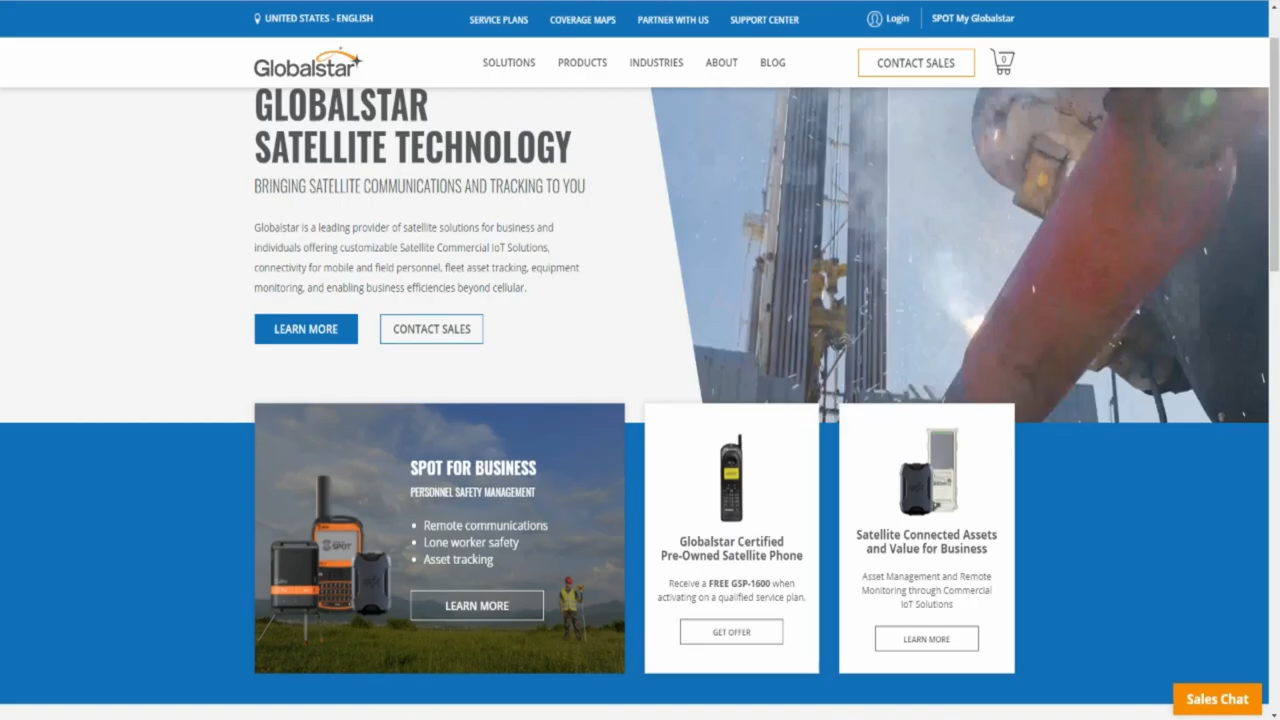 UNITED STATES - ENGLISH
SERVICE PLANS
COVERAGE MAPS
PARTNER WITH US
SUPPORT CENTER
Login
SPOT My Globalstar
Globalstar
SOLUTIONS
PRODUCTS
INDUSTRIES
ABOUT
BLOG
CONTACT SALES
0
GLOBALSTAR
SATELLITE TECHNOLOGY
BRINGING SATELLITE COMMUNICATIONS AND TRACKING TO YOU
Globalstar is a leading provider of satellite solutions for business and
individuals offering customizable Satellite Commercial IoT Solutions,
connectivity for mobile and field personnel, fleet asset tracking, equipment
monitoring, and enabling business efficiencies beyond cellular.
LEARN MORE
CONTACT SALES
SPOT FOR BUSINESS
PERSONNEL SAFETY MANAGEMENT
• Remote communications
• Lone worker safety
• Asset tracking
LEARN MORE
SPOT
Globalstar Certified
Pre-Owned Satellite Phone
Receive a FREE GSP-1600 when
activating on a qualified service plan.
GET OFFER
Satellite Connected Assets
and Value for Business
Asset Management and Remote
Monitoring through Commercial
IoT Solutions
LEARN MORE
Sales Chat